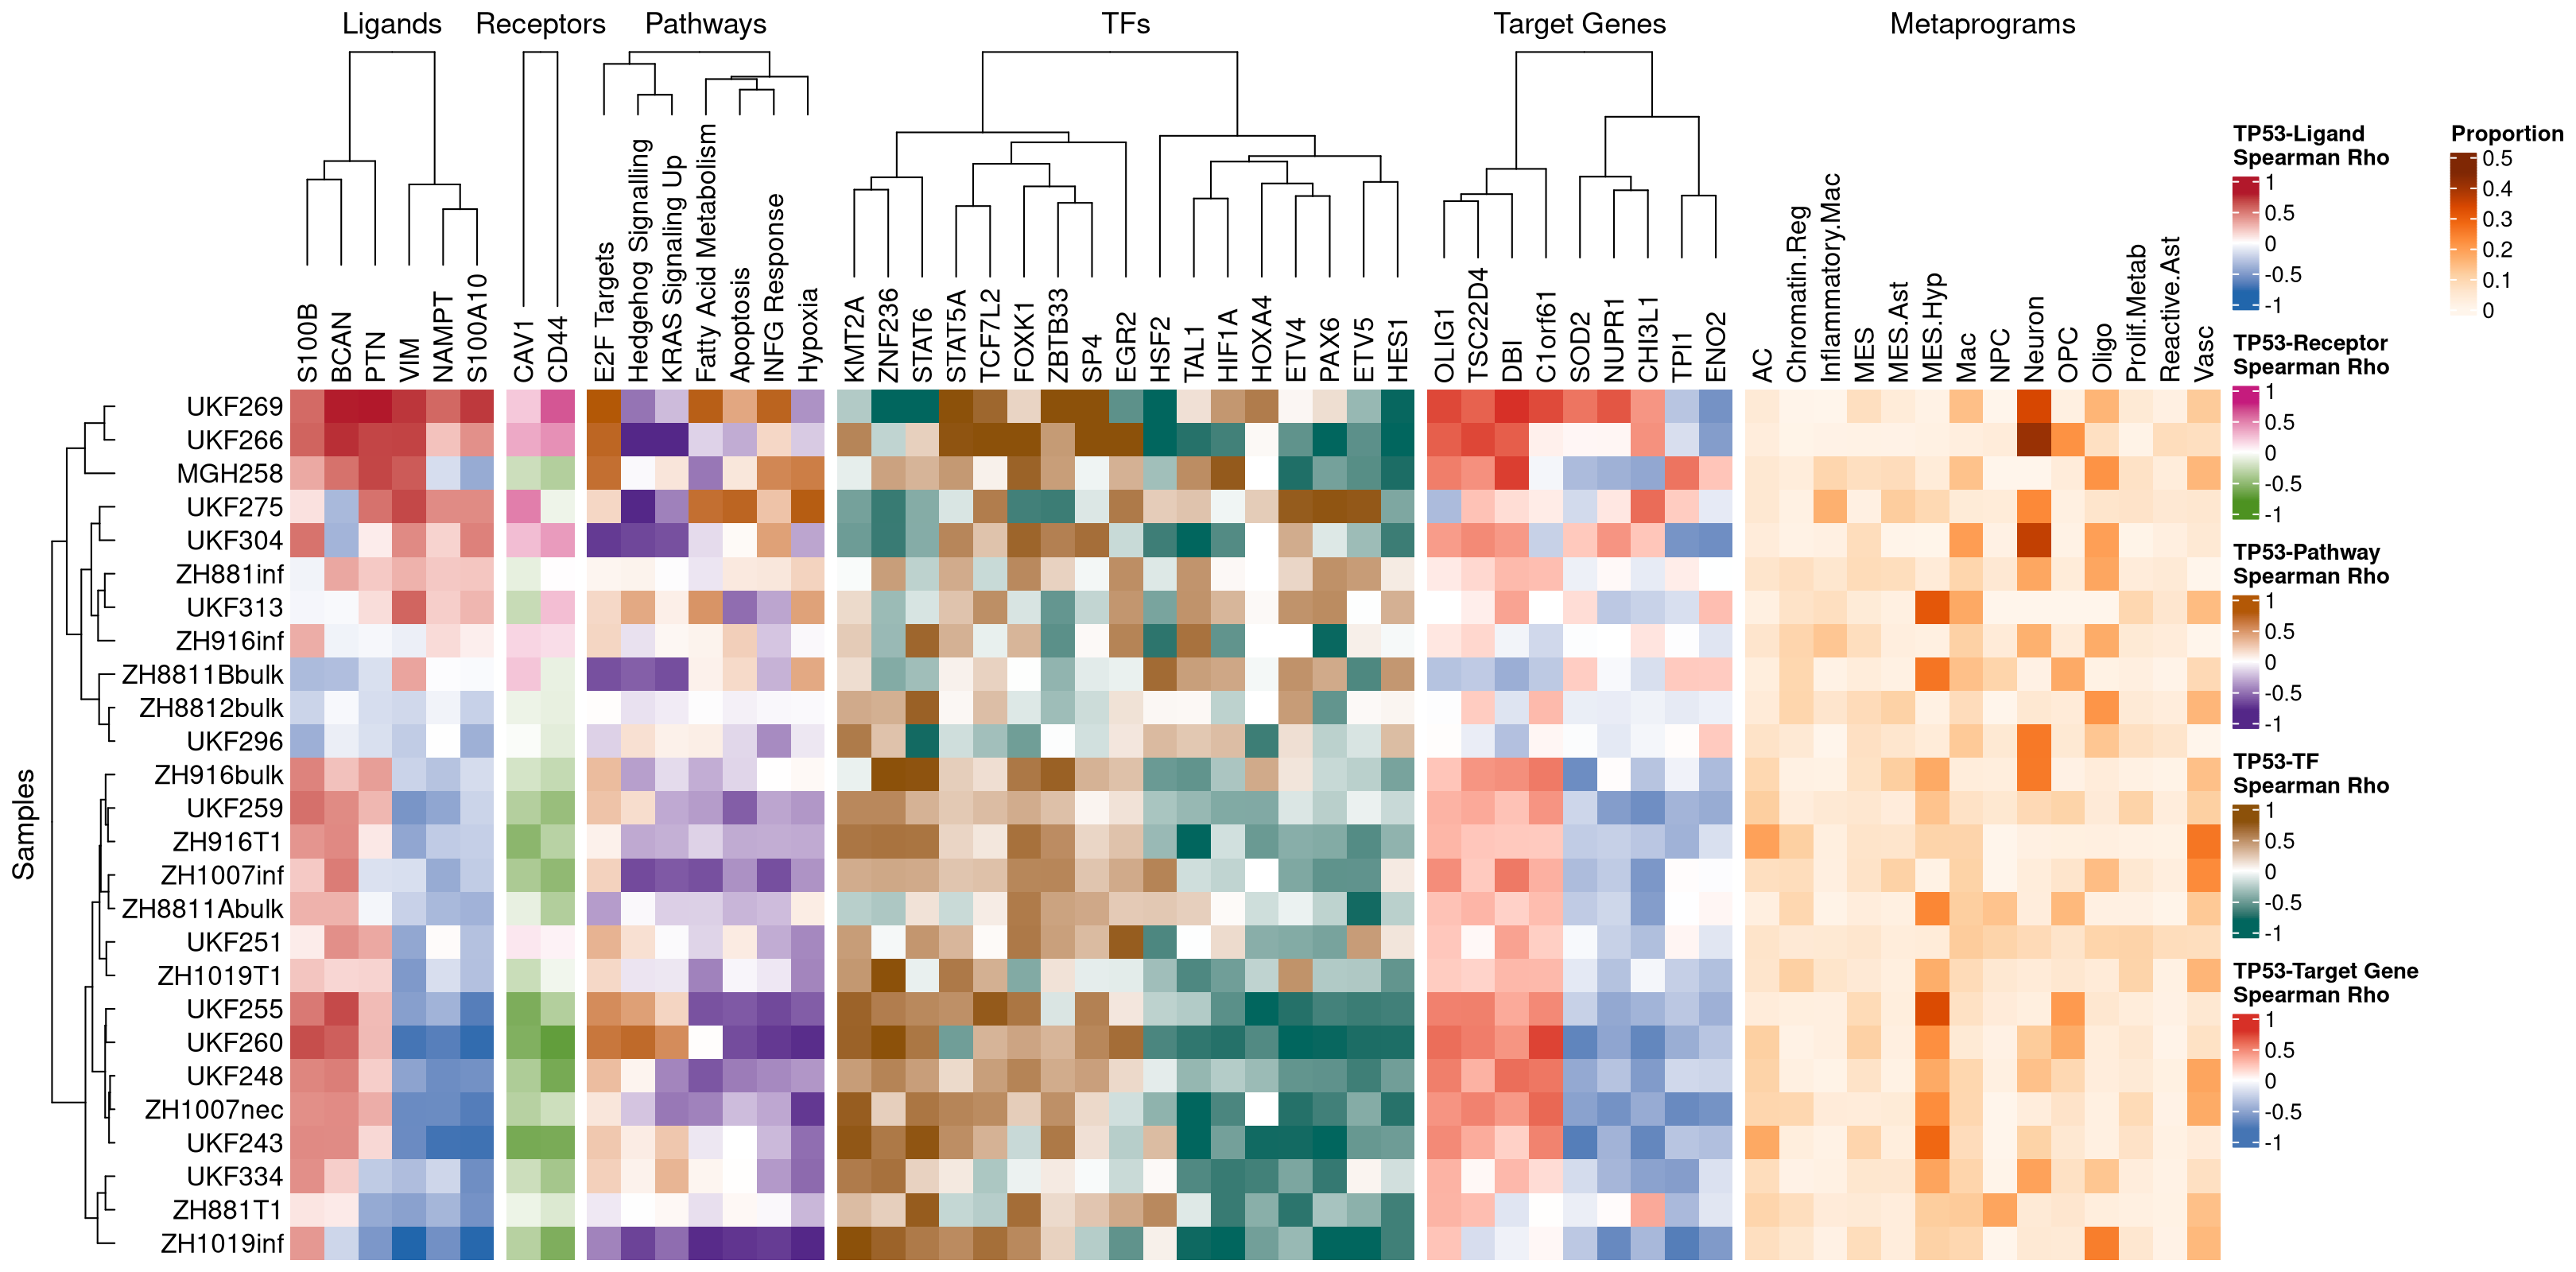 Ligands Receptors Pathways TFs Target Genes Metaprograms
S100B BCAN PTN VIM NAMPT S100A10
CAV1 CD44
E2F Targets
Hedgehog Signalling
KRAS Signaling Up
Fatty Acid Metabolism
Apoptosis
INFG Response
Hypoxia
KMT2A ZNF236 STAT6 STAT5A TCF7L2 FOXK1 ZBTB33 SP4 EGR2 HSF2 TAL1 HIF1A HOXA4 ETV4 PAX6 ETV5 HES1
OLIG1 TSC22D4 DBI C1orf61 SOD2 NUPR1 CHI3L1 TPI1 ENO2
AC Chromatin.Reg Inflammatory.Mac MES MES.Ast MES.Hyp Mac NPC Neuron OPC Oligo Prolif.Metab Reactive.Ast Vasc
Samples
UKF269
UKF266
MGH258
UKF275
UKF304
ZH881inf
UKF313
ZH916inf
ZH8811Bbulk
ZH8812bulk
UKF296
ZH916bulk
UKF259
ZH916T1
ZH1007inf
ZH8811Abulk
UKF251
ZH1019T1
UKF255
UKF260
UKF248
ZH1007nec
UKF243
UKF334
ZH881T1
ZH1019inf
TP53-Ligand
Spearman Rho
1
0.5
0
-0.5
-1
TP53-Receptor
Spearman Rho
1
0.5
0
-0.5
-1
TP53-Pathway
Spearman Rho
1
0.5
0
-0.5
-1
TP53-TF
Spearman Rho
1
0.5
0
-0.5
-1
TP53-Target Gene
Spearman Rho
1
0.5
0
-0.5
-1
Proportion
0.5
0.4
0.3
0.2
0.1
0